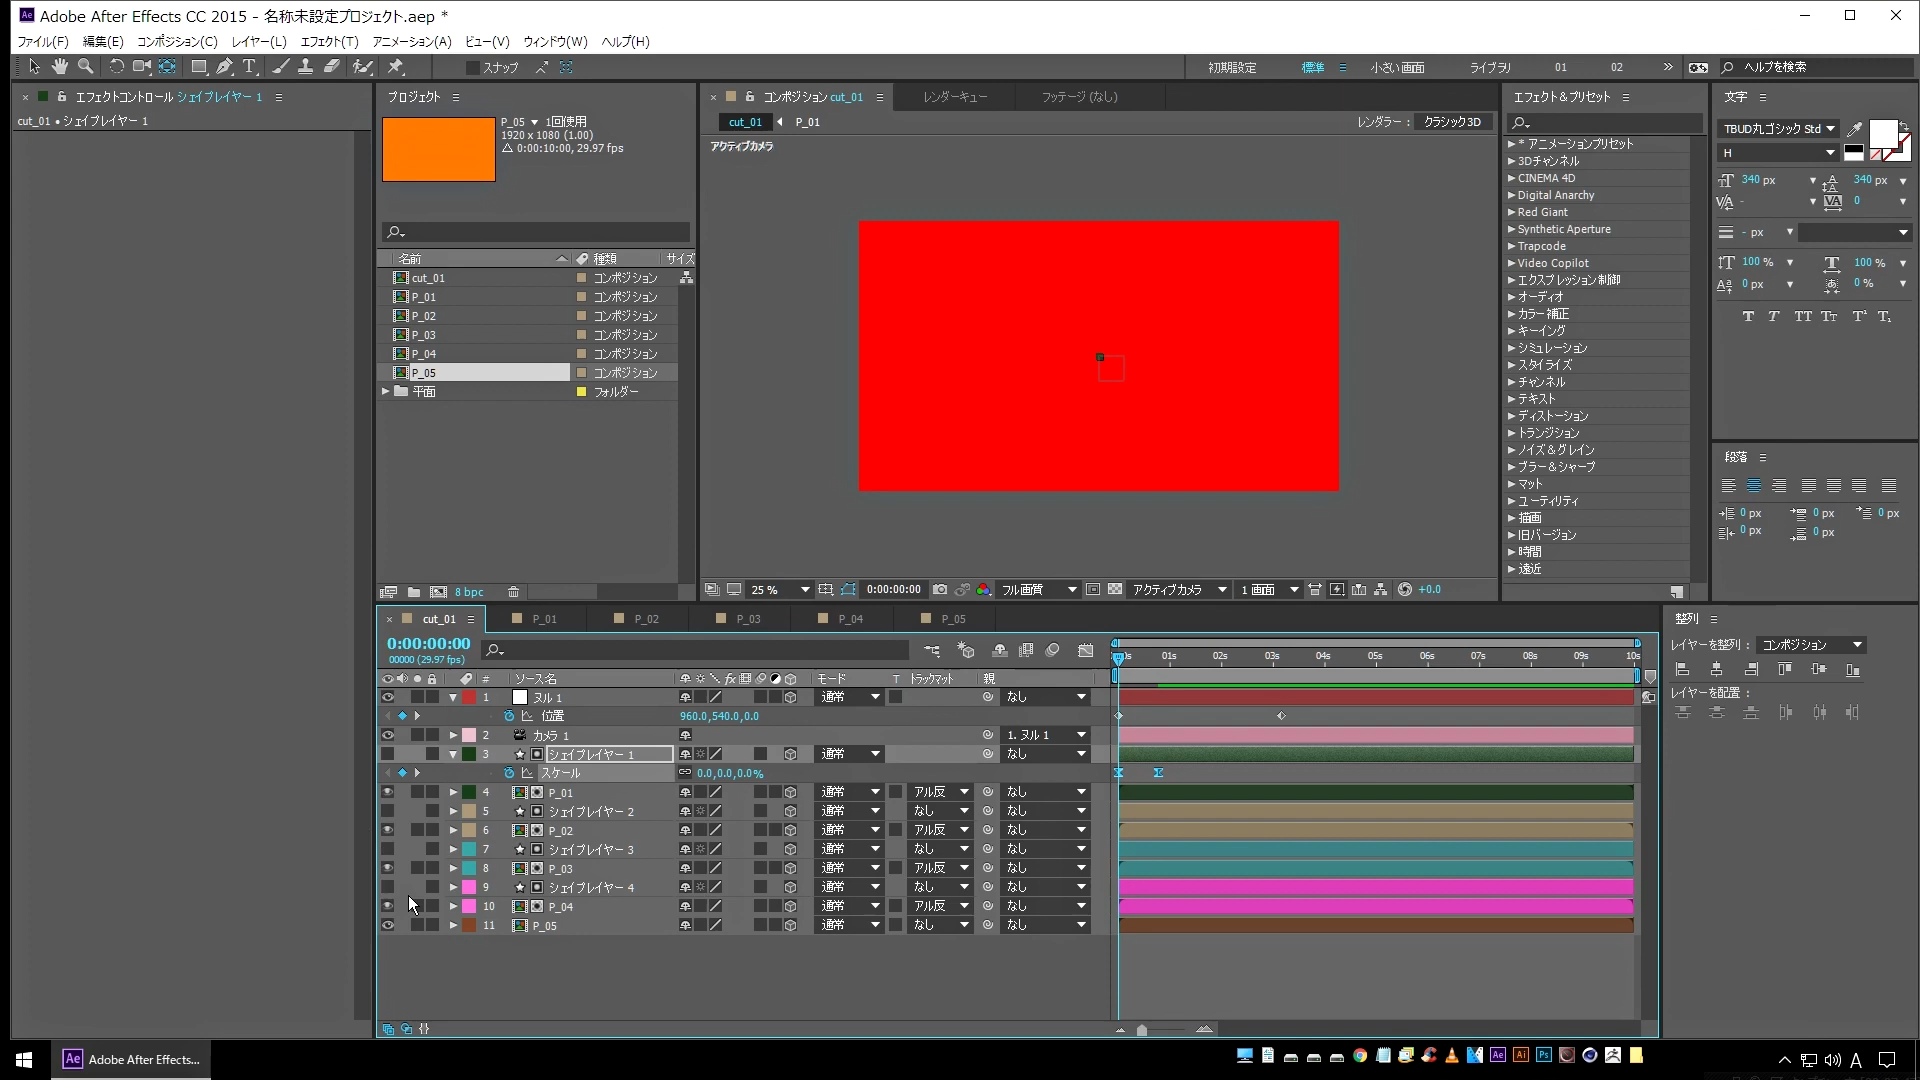 Adobe After Effects CC 2015 - 名称未設定プロジェクト.aep *
ファイル(F) 編集(E) コンポジション(C) レイヤー(L) エフェクト(T) アニメーション(A) ビュー(V) ウィンドウ(W) ヘルプ(H)
スナップ 初期設定 標準 小さい画面 ライブラリ 01 02 ヘルプを検索
エフェクトコントロール シェイプレイヤー 1
cut_01 • シェイプレイヤー 1
プロジェクト
P_05 1回使用
1920 x 1080 (1.00)
△ 0:00:10:00, 29.97 fps
名前 種類 サイズ
cut_01 コンポジション
P_01 コンポジション
P_02 コンポジション
P_03 コンポジション
P_04 コンポジション
P_05 コンポジション
平面 フォルダー
8 bpc
コンポジション cut_01 レンダーキュー フッテージ (なし)
cut_01 P_01 レンダラー : クラシック3D
アクティブカメラ
25 % 0:00:00:00 フル画質 アクティブカメラ 1 画面 +0.0
エフェクト&プリセット
* アニメーションプリセット
3Dチャンネル
CINEMA 4D
Digital Anarchy
Red Giant
Synthetic Aperture
Trapcode
Video Copilot
エクスプレッション制御
オーディオ
カラー補正
キーイング
シミュレーション
スタイライズ
チャンネル
テキスト
ディストーション
トランジション
ノイズ&グレイン
ブラー&シャープ
マット
ユーティリティ
描画
旧バージョン
時間
遠近
文字
TBUD丸ゴシック Std
H
340 px 340 px
- 0
- px
100 % 100 %
0 px 0 %
T T TT Tt T¹ T₁
段落
0 px 0 px 0 px
0 px 0 px
cut_01 P_01 P_02 P_03 P_04 P_05
0:00:00:00
00000 (29.97 fps)
01s 02s 03s 04s 05s 06s 07s 08s 09s 10s
# ソース名 fx モード T トラックマット 親
1 ヌル 1 通常 なし
位置 960.0,540.0,0.0
2 カメラ 1 1. ヌル 1
3 シェイプレイヤー 1 通常 なし
スケール 0.0,0.0,0.0%
4 P_01 通常 アル反 なし
5 シェイプレイヤー 2 通常 なし なし
6 P_02 通常 アル反 なし
7 シェイプレイヤー 3 通常 なし なし
8 P_03 通常 アル反 なし
9 シェイプレイヤー 4 通常 なし なし
10 P_04 通常 アル反 なし
11 P_05 通常 なし なし
整列
レイヤーを整列 : コンポジション
レイヤーを配置 :
Ae Adobe After Effects...
Ae Ai Ps
A